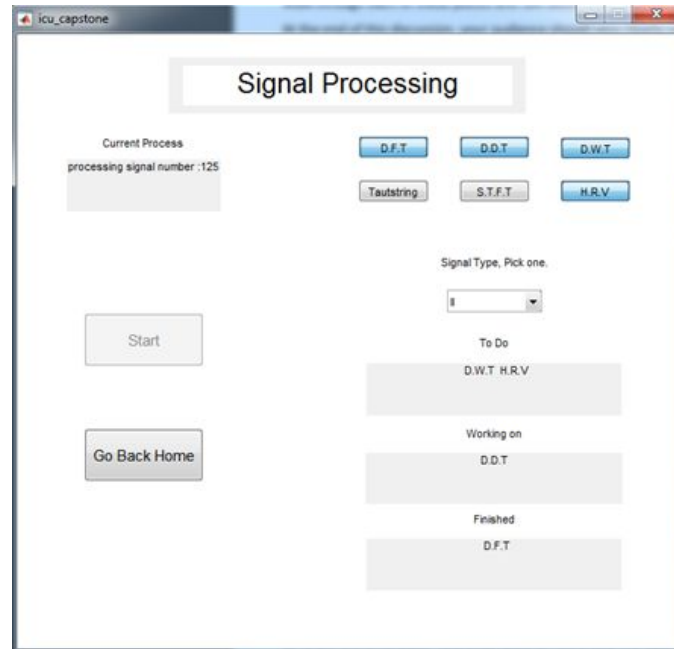 icu_capstone
Signal Processing
Current Process
processing signal number :125
D.F.T
D.D.T
D.W.T
Tautstring
S.T.F.T
H.R.V
Signal Type, Pick one.
II
Start
To Do
D.W.T H.R.V
Go Back Home
Working on
D.D.T
Finished
D.F.T